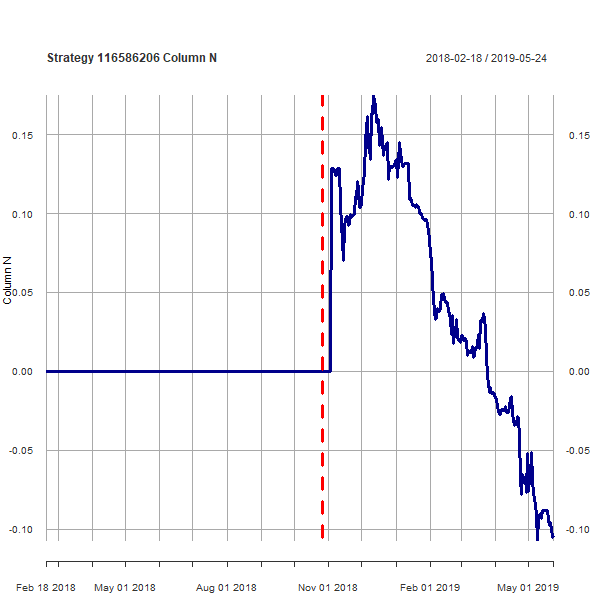 Strategy 116586206 Column N
2018-02-18 / 2019-05-24
0.15
0.15
0.10
0.10
0.05
0.05
Column N
0.00
0.00
-0.05
-0.05
-0.10
-0.10
Feb 18 2018
May 01 2018
Aug 01 2018
Nov 01 2018
Feb 01 2019
May 01 2019